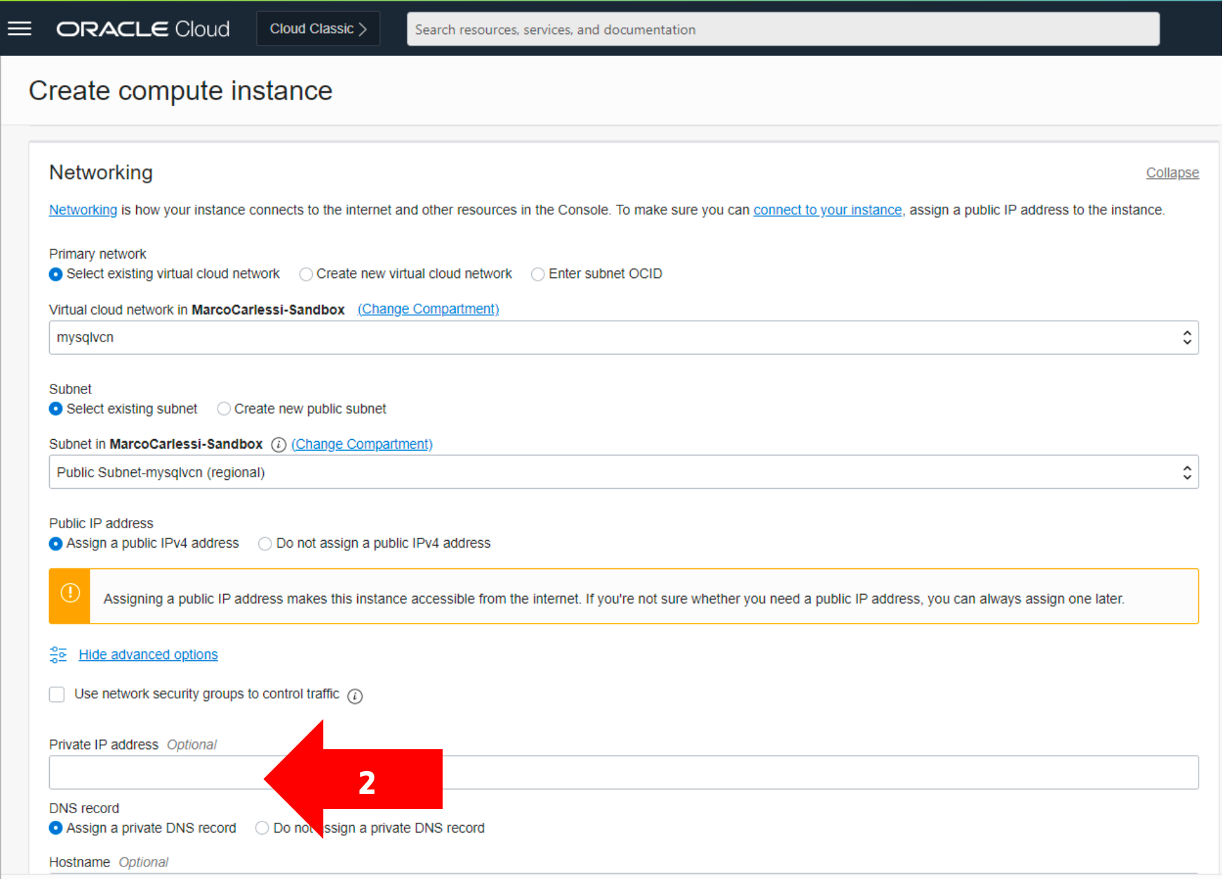 ORACLE Cloud
Cloud Classic
Search resources, services, and documentation
Create compute instance
Networking
Collapse
Networking is how your instance connects to the internet and other resources in the Console. To make sure you can connect to your instance, assign a public IP address to the instance.
Primary network
Select existing virtual cloud network Create new virtual cloud network Enter subnet OCID
Virtual cloud network in MarcoCarlessi-Sandbox (Change Compartment)
mysqlvcn
Subnet
Select existing subnet Create new public subnet
Subnet in MarcoCarlessi-Sandbox (Change Compartment)
Public Subnet-mysqlvcn (regional)
Public IP address
Assign a public IPv4 address Do not assign a public IPv4 address
Assigning a public IP address makes this instance accessible from the internet. If you're not sure whether you need a public IP address, you can always assign one later.
Hide advanced options
Use network security groups to control traffic
Private IP address Optional
2
DNS record
Assign a private DNS record Do not assign a private DNS record
Hostname Optional